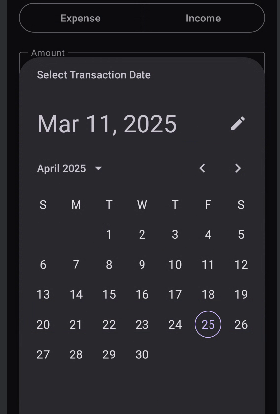 Expense Income
Amount
Select Transaction Date
Mar 11, 2025
April 2025
S M T W T F S
1 2 3 4 5
6 7 8 9 10 11 12
13 14 15 16 17 18 19
20 21 22 23 24 25 26
27 28 29 30